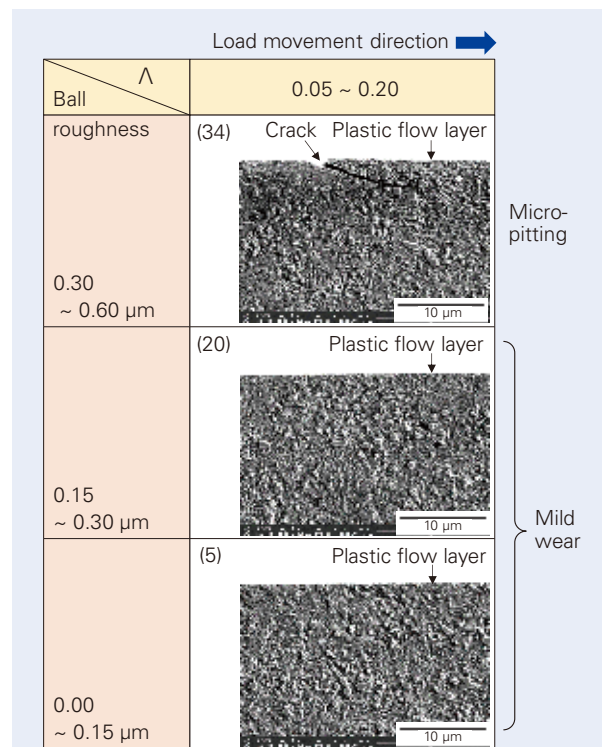 Load movement direction
Λ
Ball
roughness
0.05 ~ 0.20
(34) Crack Plastic flow layer
Micro-
pitting
0.30
~ 0.60 µm
10 µm
(20) Plastic flow layer
0.15
~ 0.30 µm
10 µm
Mild
wear
(5) Plastic flow layer
0.00
~ 0.15 µm
10 µm